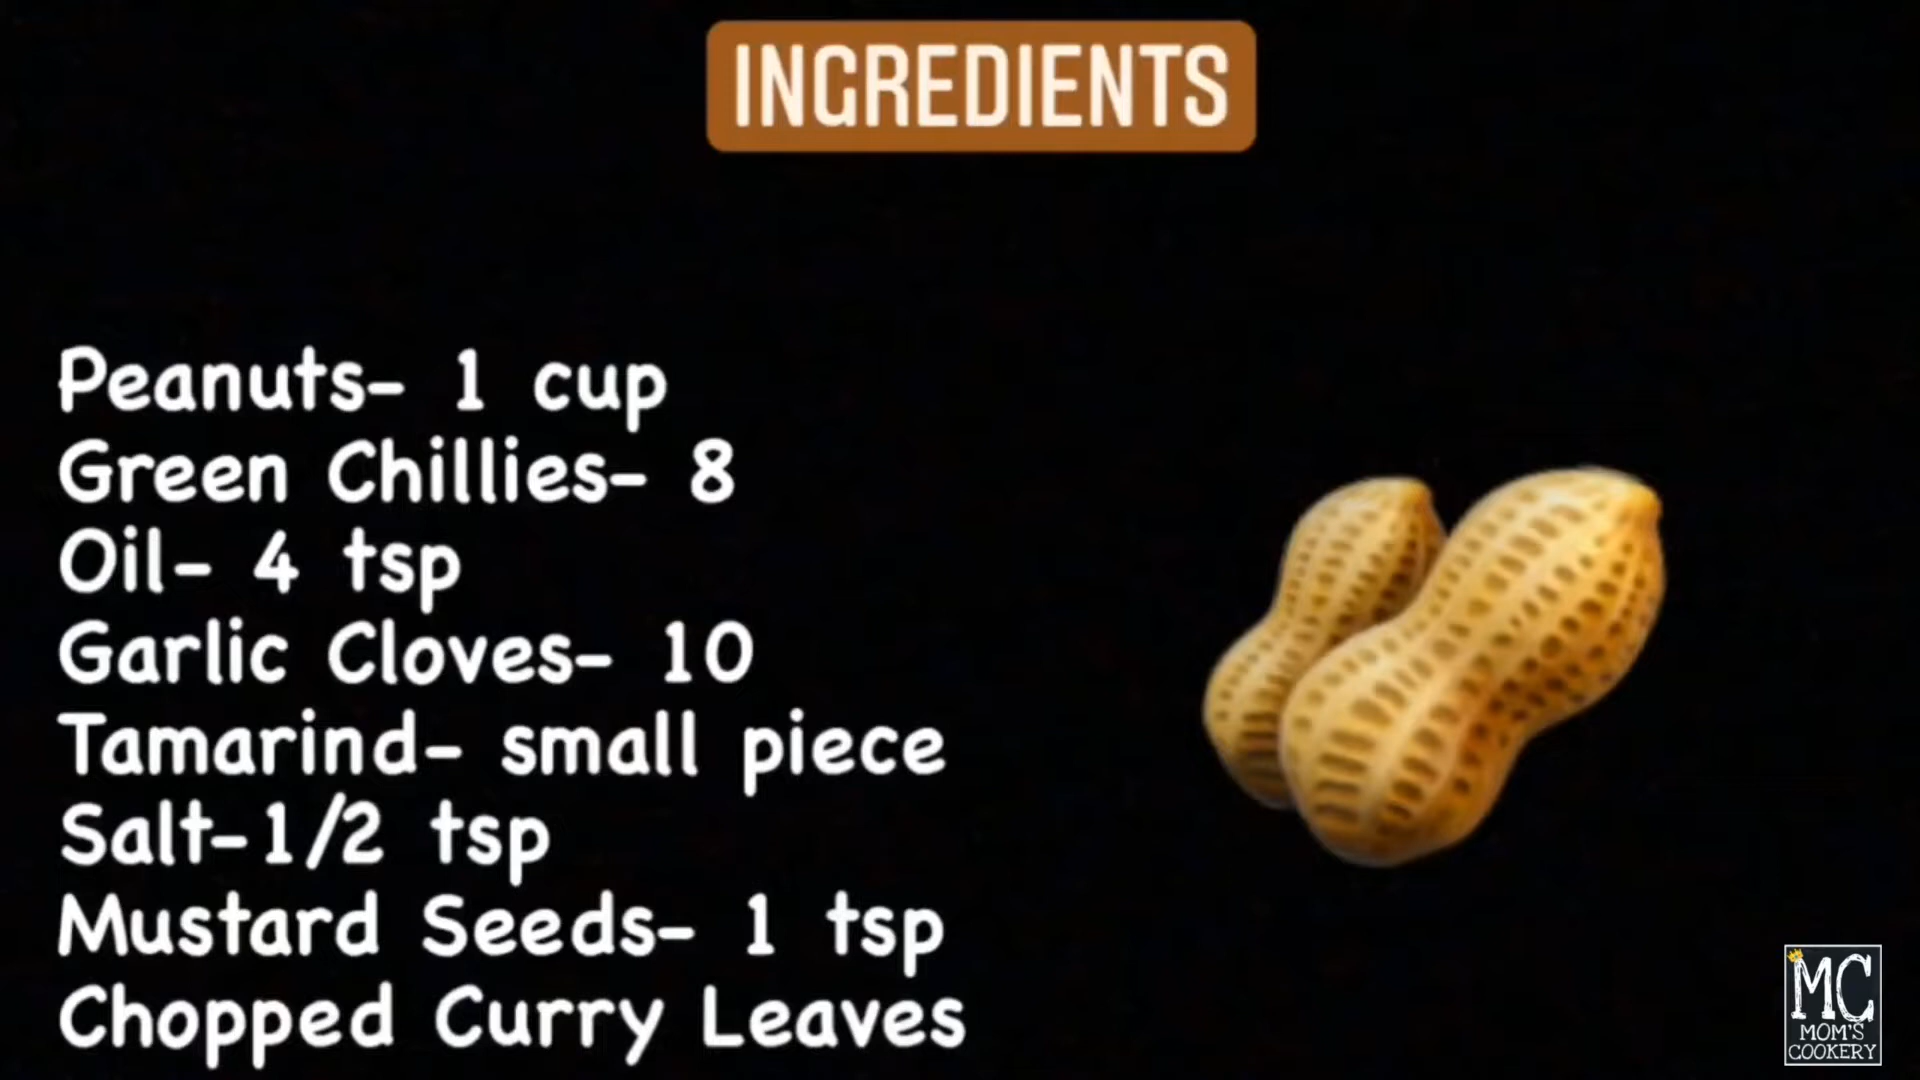 INGREDIENTS
Peanuts- 1 cup
Green Chillies- 8
Oil- 4 tsp
Garlic Cloves- 10
Tamarind- small piece
Salt-1/2 tsp
Mustard Seeds- 1 tsp
Chopped Curry Leaves
MC
MOM'S
COOKERY